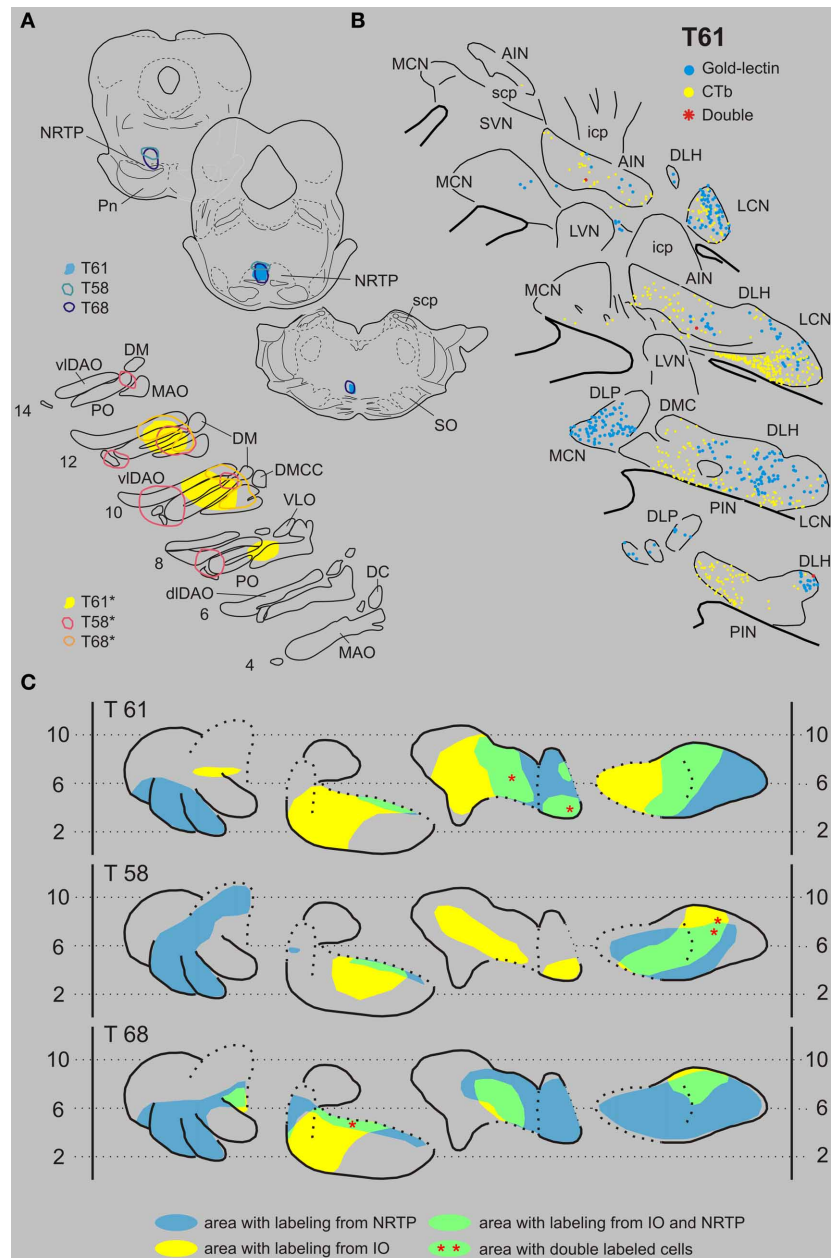 A
NRTP
Pn
NRTP
T61
T58
T68
scp
SO
DM
vlDAO
MAO
PO
14
DM
12
vlDAO
DMCC
10
VLO
8
PO
dlDAO
6
DC
MAO
4
T61*
T58*
T68*
B
T61
Gold-lectin
CTb
* Double
AIN
MCN
scp
SVN
icp
AIN
DLH
MCN
LCN
LVN
icp
AIN
DLH
MCN
LCN
LVN
DLP
DMC
DLH
MCN
PIN
LCN
DLP
DLH
PIN
C
T 61
10 10
6 6
2 2
* *
T 58
10 10
6 6
2 2
* *
T 68
10 10
6 6
2 2
*
area with labeling from NRTP
area with labeling from IO and NRTP
area with labeling from IO
* * area with double labeled cells